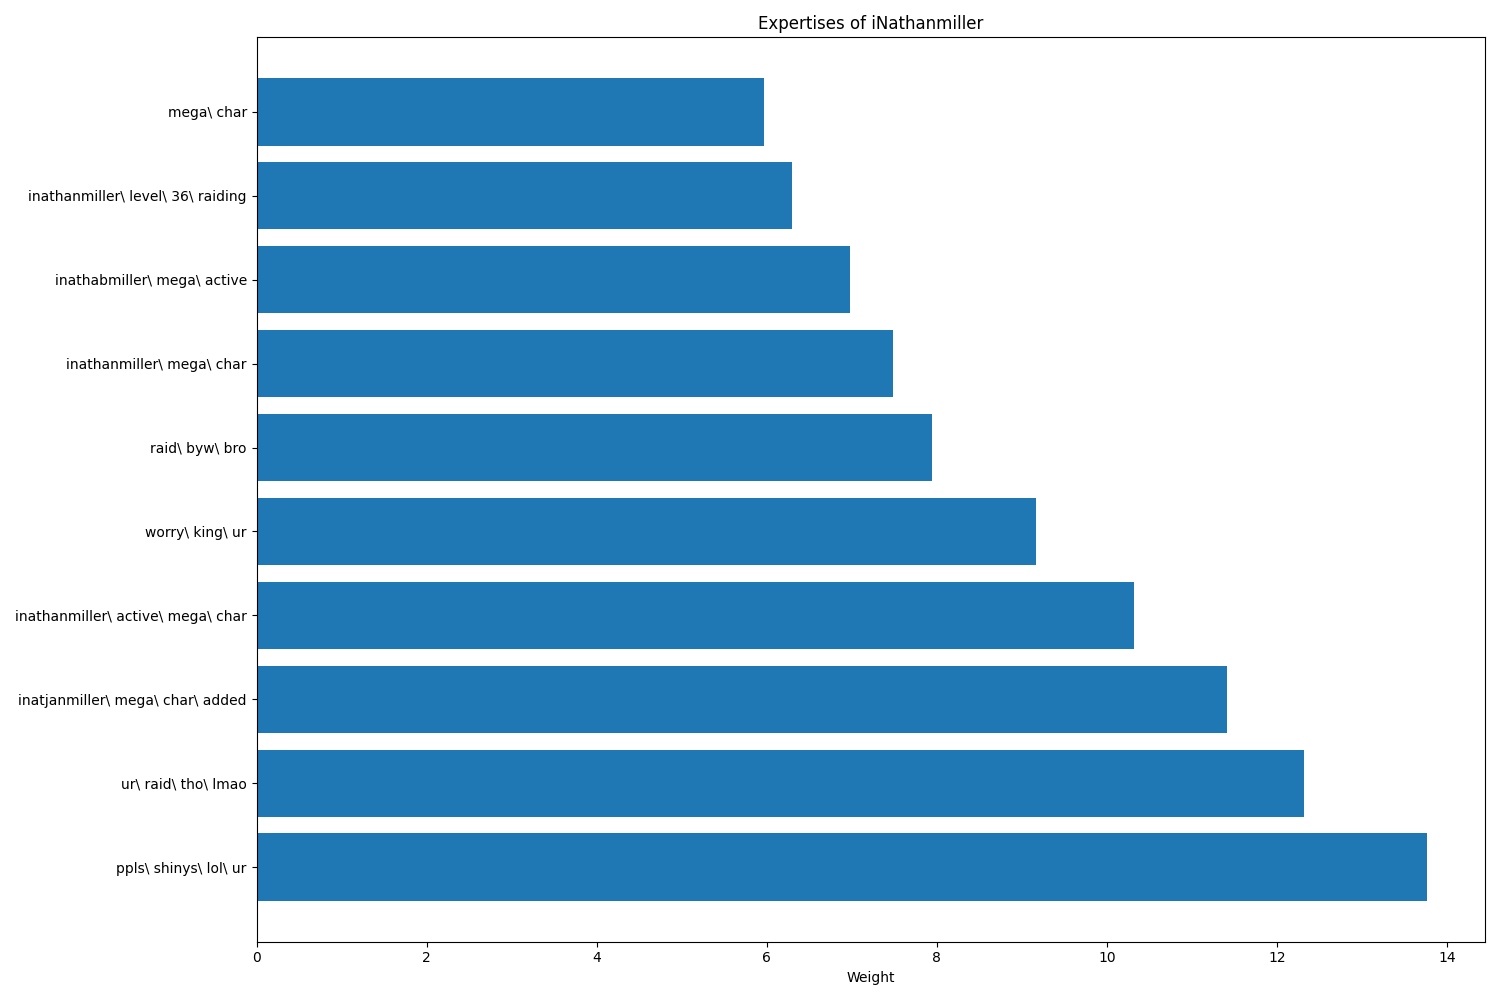 Expertises of iNathanmiller
mega\ char
inathanmiller\ level\ 36\ raiding
inathabmiller\ mega\ active
inathanmiller\ mega\ char
raid\ byw\ bro
worry\ king\ ur
inathanmiller\ active\ mega\ char
inatjanmiller\ mega\ char\ added
ur\ raid\ tho\ lmao
ppls\ shinys\ lol\ ur
0 2 4 6 8 10 12 14
Weight